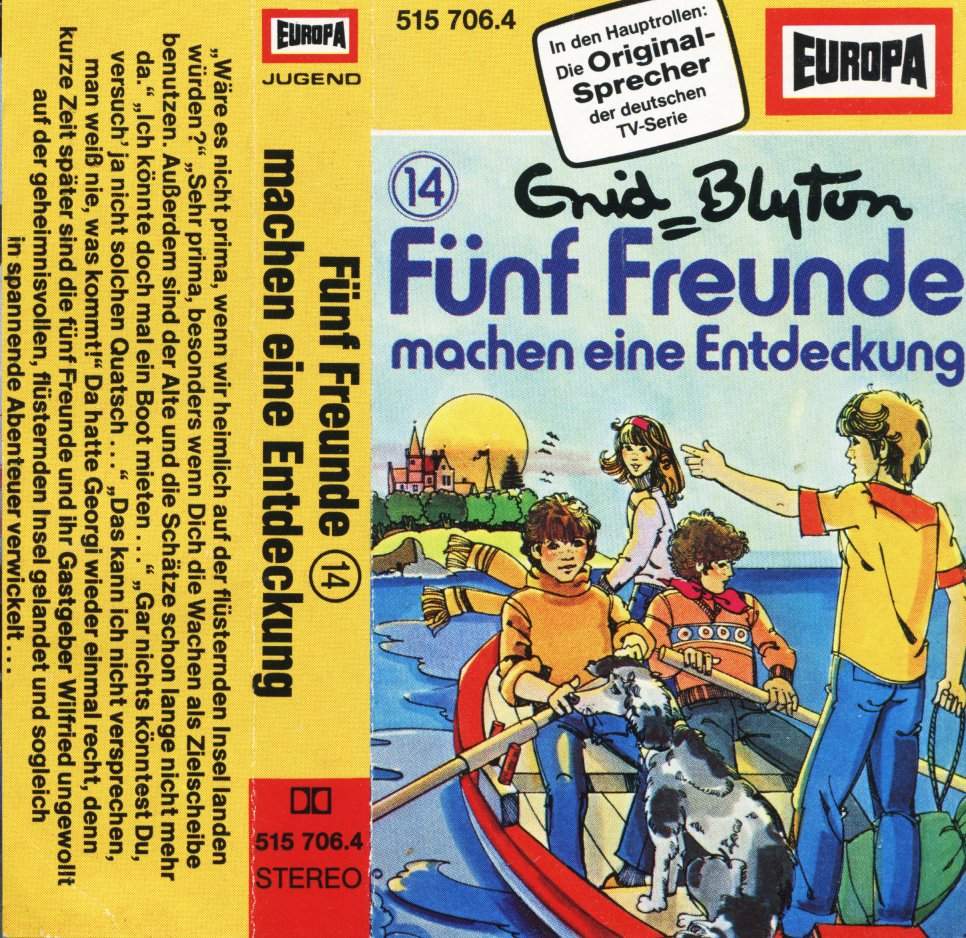 „Wäre es nicht prima, wenn wir heimlich auf der flüsternden Insel landen
würden?“ „Sehr prima, besonders wenn Dich die Wachen als Zielscheibe
benutzen. Außerdem sind der Alte und die Schätze schon lange nicht mehr
da.“ „Ich könnte doch mal ein Boot mieten . . .“ „Gar nichts könntest Du,
versuch’ ja nicht solchen Quatsch . . .“ „Das kann ich nicht versprechen,
man weiß nie, was kommt!“ Da hatte Georgi wieder einmal recht, denn
kurze Zeit später sind die fünf Freunde und ihr Gastgeber Wilfried ungewollt
auf der geheimnisvollen, flüsternden Insel gelandet und sogleich
in spannende Abenteuer verwickelt . . .
EUROPA
JUGEND
Fünf Freunde 14
machen eine Entdeckung
515 706.4
STEREO
515 706.4
In den Hauptrollen:
Die Original-
Sprecher
der deutschen
TV-Serie
EUROPA
14
Enid Blyton
Fünf Freunde
machen eine Entdeckung